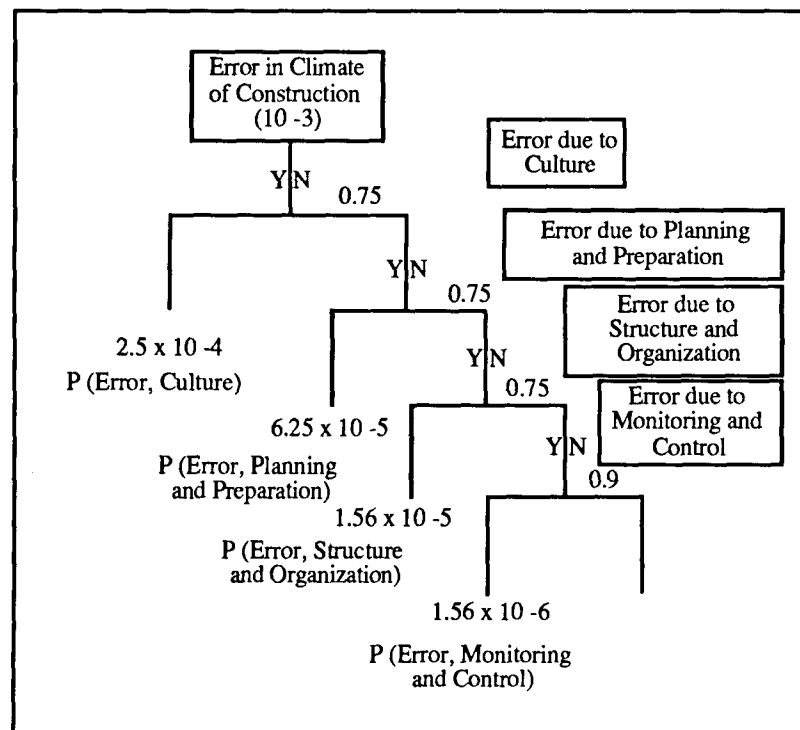 Error in Climate
of Construction
(10 -3)
Error due to
Culture
Y N
0.75
Error due to Planning
and Preparation
Y N
0.75
2.5 x 10 -4
P (Error, Culture)
Error due to
Structure and
Organization
Y N
0.75
6.25 x 10 -5
P (Error, Planning
and Preparation)
Error due to
Monitoring and
Control
Y N
0.9
1.56 x 10 -5
P (Error, Structure
and Organization)
1.56 x 10 -6
P (Error, Monitoring
and Control)